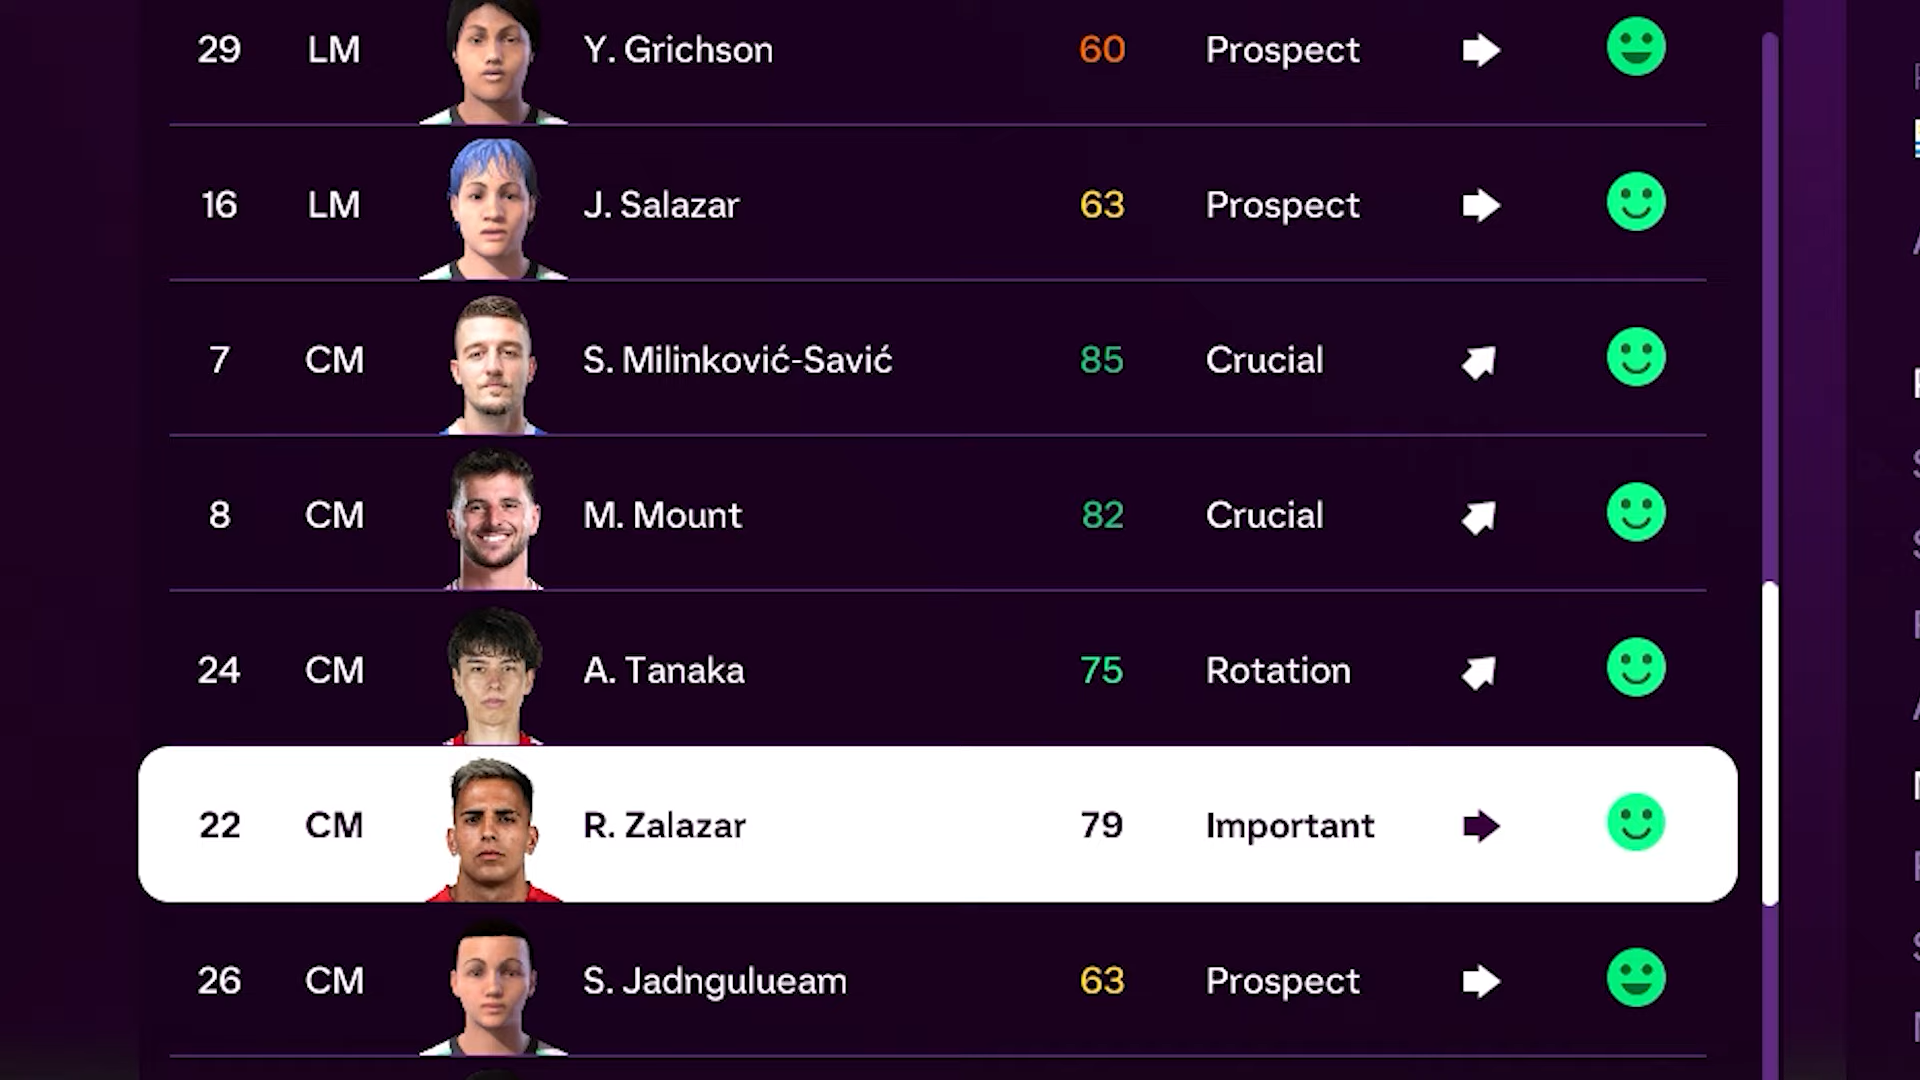 29 LM Y. Grichson 60 Prospect
16 LM J. Salazar 63 Prospect
7 CM S. Milinković-Savić 85 Crucial
8 CM M. Mount 82 Crucial
24 CM A. Tanaka 75 Rotation
22 CM R. Zalazar 79 Important
26 CM S. Jadngulueam 63 Prospect